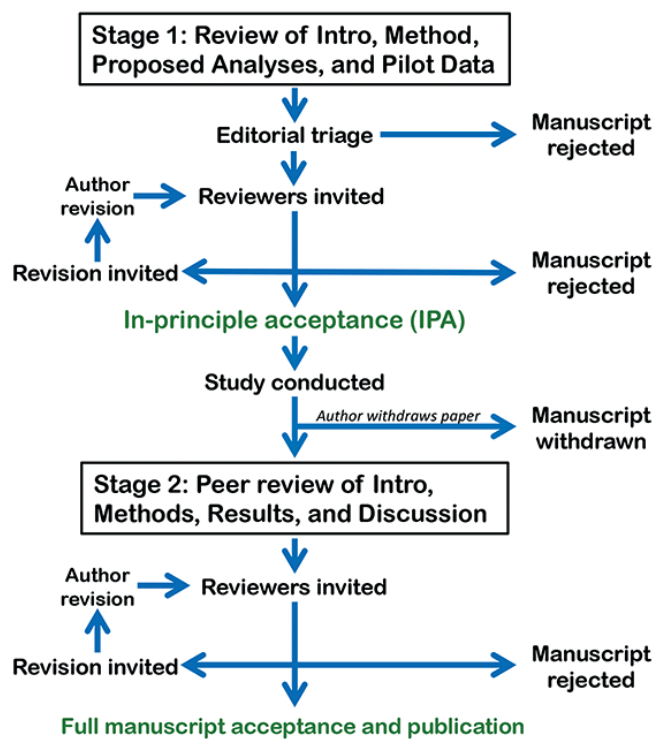 Stage 1: Review of Intro, Method,
Proposed Analyses, and Pilot Data
Editorial triage
Manuscript
rejected
Author
revision
Reviewers invited
Revision invited
Manuscript
rejected
In-principle acceptance (IPA)
Study conducted
Author withdraws paper
Manuscript
withdrawn
Stage 2: Peer review of Intro,
Methods, Results, and Discussion
Author
revision
Reviewers invited
Revision invited
Manuscript
rejected
Full manuscript acceptance and publication